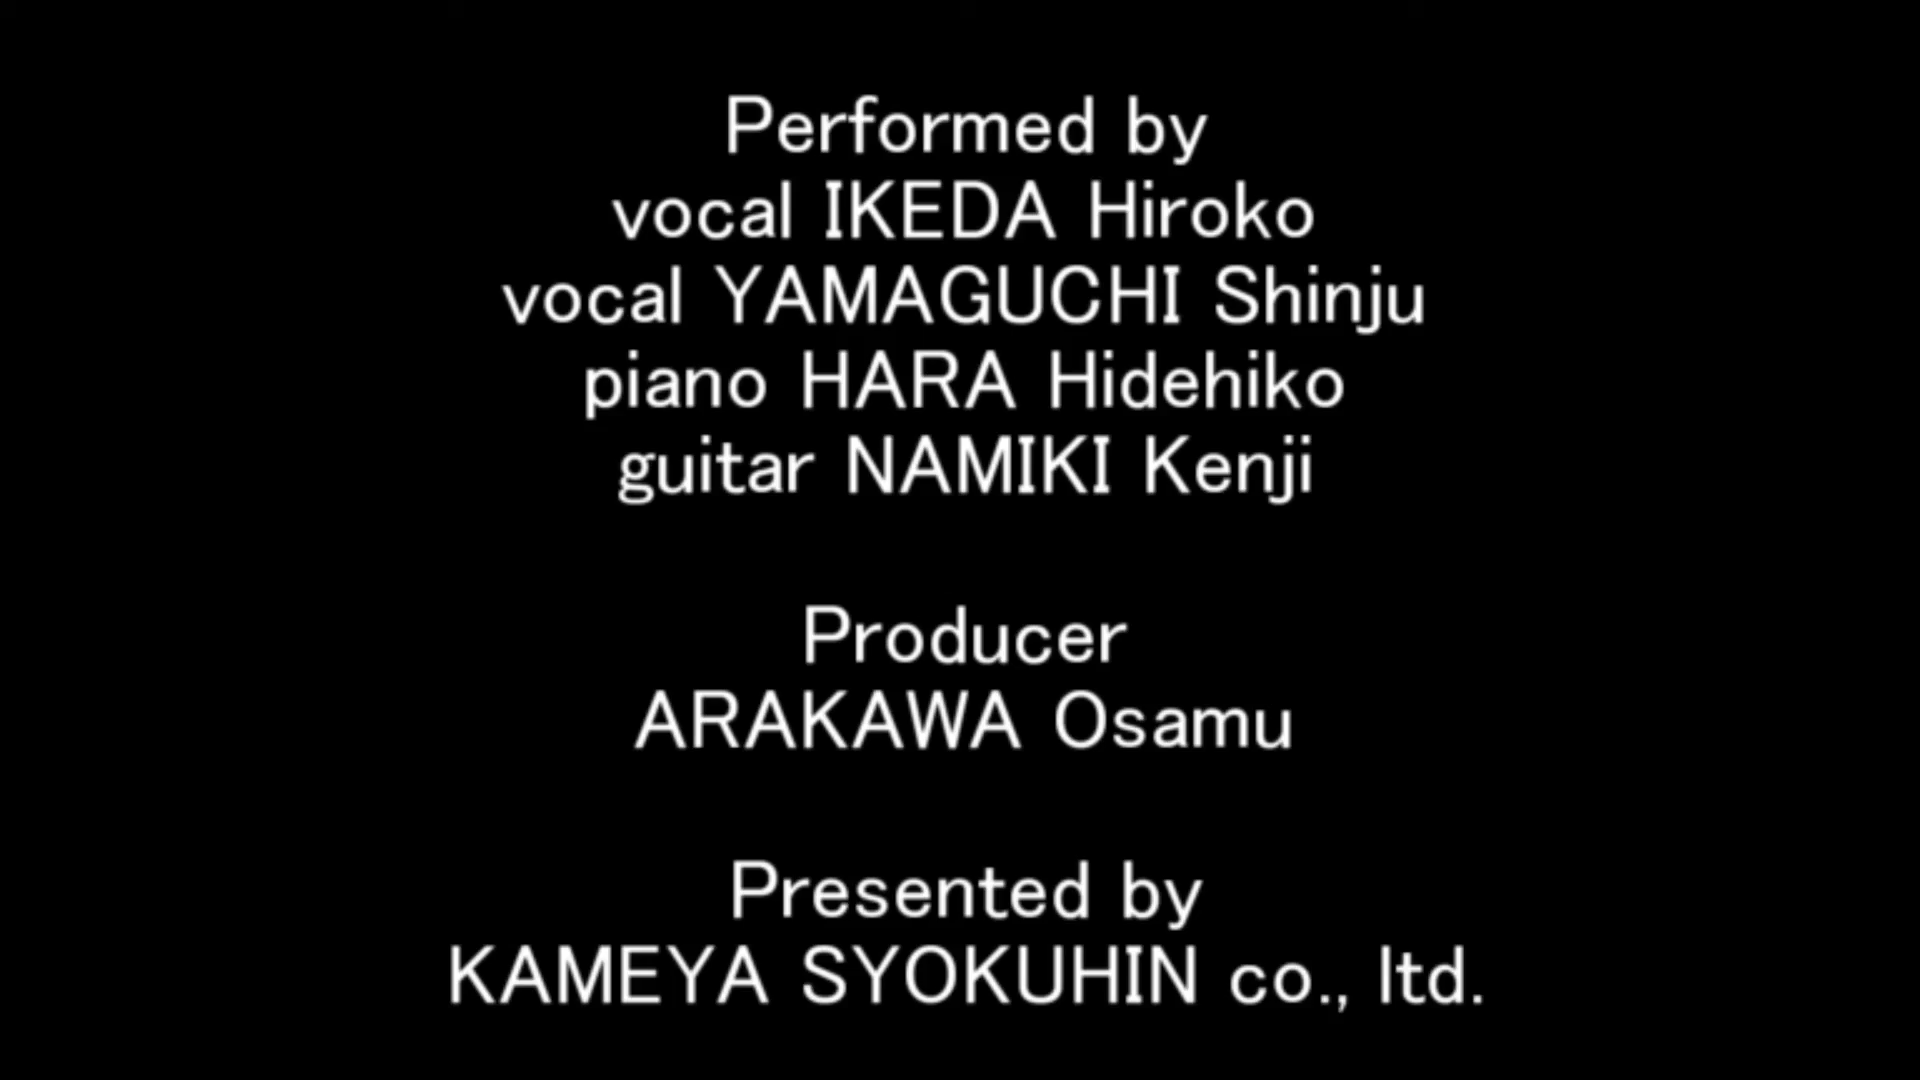 Performed by
vocal IKEDA Hiroko
vocal YAMAGUCHI Shinju
piano HARA Hidehiko
guitar NAMIKI Kenji
Producer
ARAKAWA Osamu
Presented by
KAMEYA SYOKUHIN co., ltd.